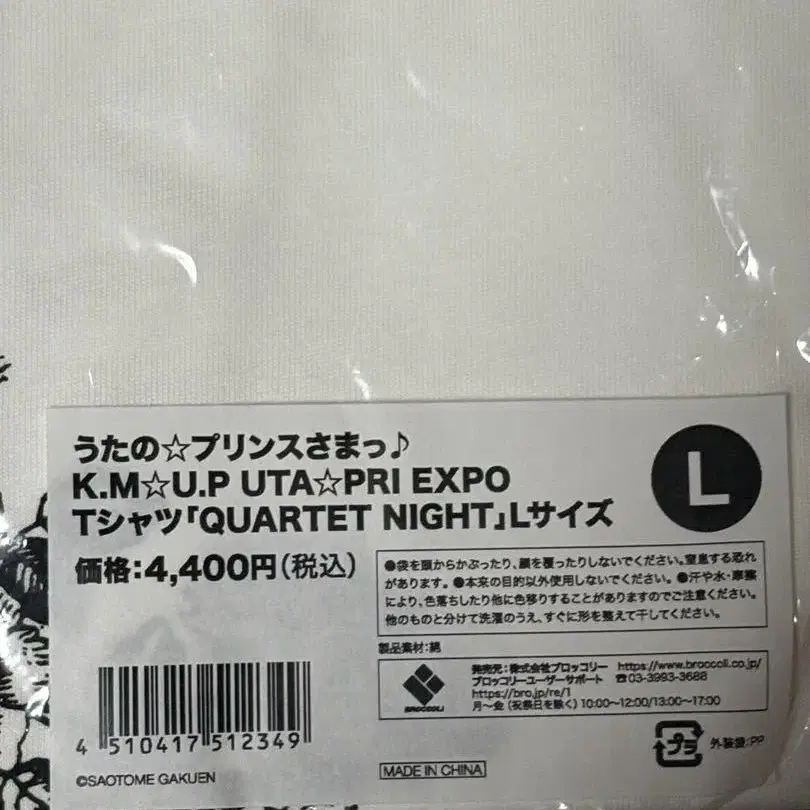 うたの☆プリンスさまっ♪
K.M☆U.P UTA☆PRI EXPO
Tシャツ「QUARTET NIGHT」Lサイズ
L
価格:4,400円(税込)
●袋を頭からかぶったり、顔を覆ったりしないでください。窒息する恐れ
があります。●本来の目的以外使用しないでください。●汗や水・摩擦
により、色落ちしたり他に色移りすることがありますのでご注意ください。
他のものと分けて洗濯のうえ、すぐに形を整えて干してください。
製品素材:綿
BROCCOLI
発売元:株式会社ブロッコリー https://www.broccoli.co.jp/
ブロッコリーユーザーサポート ☎03-3993-3688
https://bro.jp/re/1
月〜金(祝祭日を除く)10:00〜12:00/13:00〜17:00
4 510417 512349
©SAOTOME GAKUEN
MADE IN CHINA
プラ
外装袋:PP